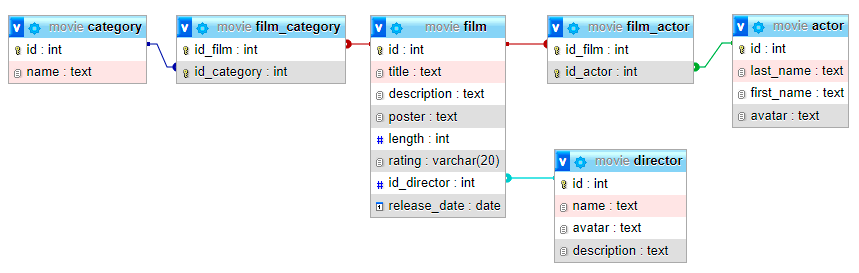 movie category
id : int
name : text
movie film_category
id_film : int
id_category : int
movie film
id : int
title : text
description : text
poster : text
length : int
rating : varchar(20)
id_director : int
release_date : date
movie film_actor
id_film : int
id_actor : int
movie actor
id : int
last_name : text
first_name : text
avatar : text
movie director
id : int
name : text
avatar : text
description : text